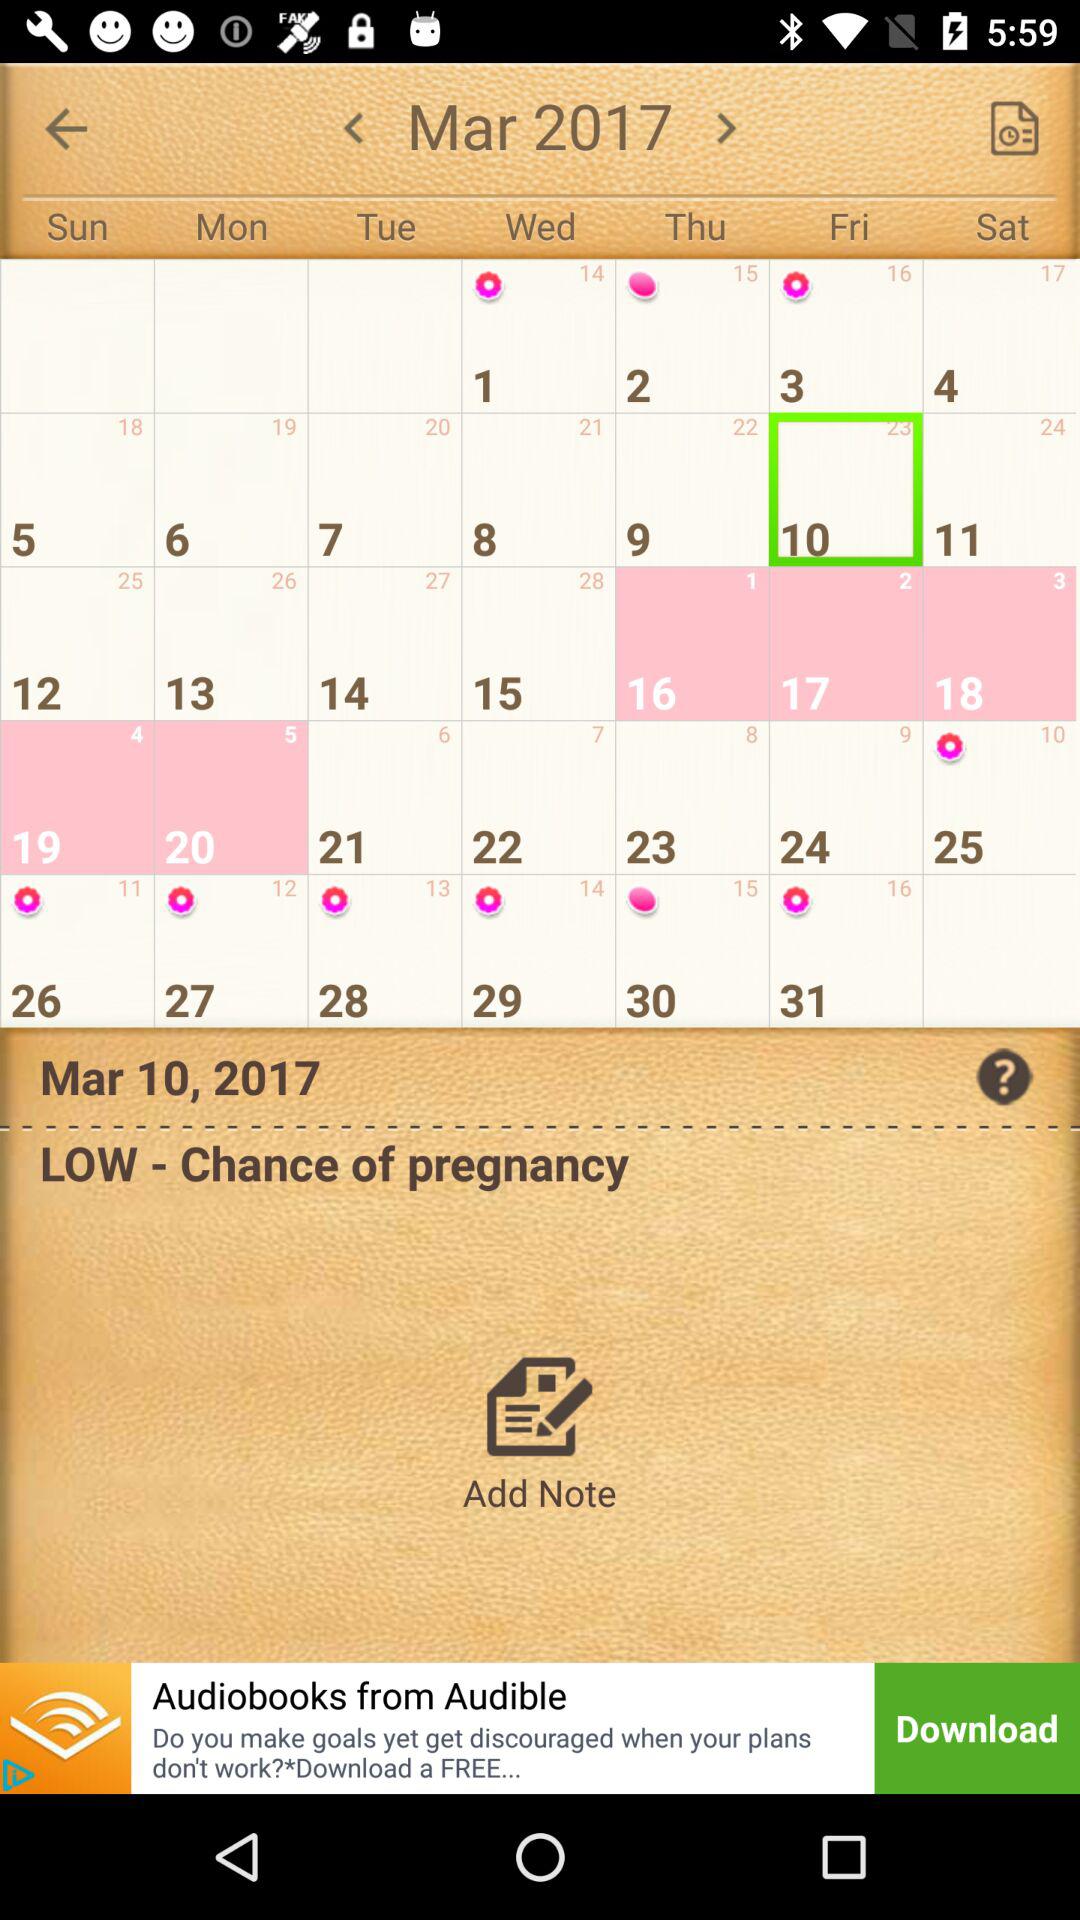 FAKE 5:59
Mar 2017
Sun Mon Tue Wed Thu Fri Sat
14 15 16 17
1 2 3 4
18 19 20 21 22 23 24
5 6 7 8 9 10 11
25 26 27 28 1 2 3
12 13 14 15 16 17 18
4 5 6 7 8 9 10
19 20 21 22 23 24 25
11 12 13 14 15 16
26 27 28 29 30 31
Mar 10, 2017 ?
LOW - Chance of pregnancy
Add Note
Audiobooks from Audible
Do you make goals yet get discouraged when your plans
don't work?*Download a FREE...
Download